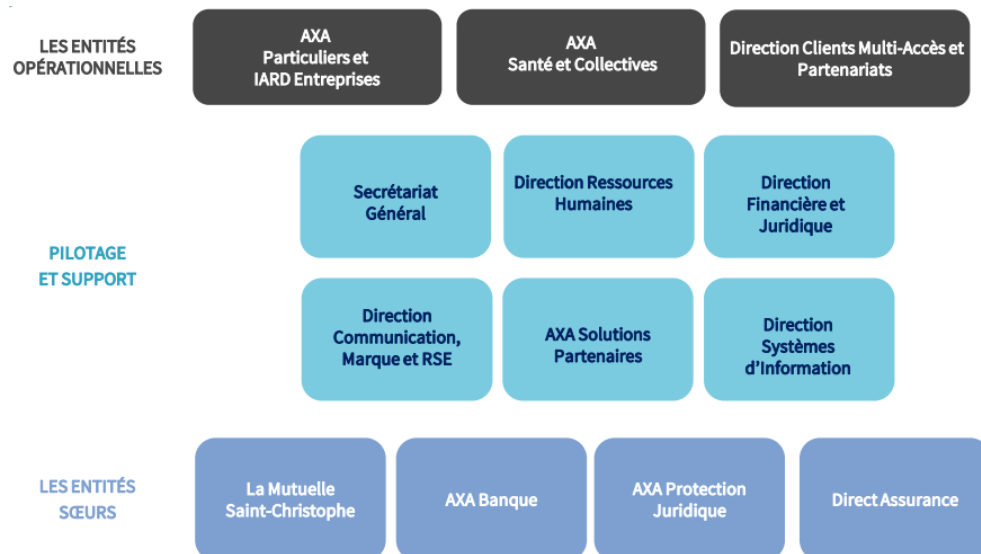 LES ENTITÉS
OPÉRATIONNELLES
AXA
Particuliers et
IARD Entreprises
AXA
Santé et Collectives
Direction Clients Multi-Accès et
Partenariats
PILOTAGE
ET SUPPORT
Secrétariat
Général
Direction Ressources
Humaines
Direction
Financière et
Juridique
Direction
Communication,
Marque et RSE
AXA Solutions
Partenaires
Direction
Systèmes
d'Information
LES ENTITÉS
SŒURS
La Mutuelle
Saint-Christophe
AXA Banque
AXA Protection
Juridique
Direct Assurance